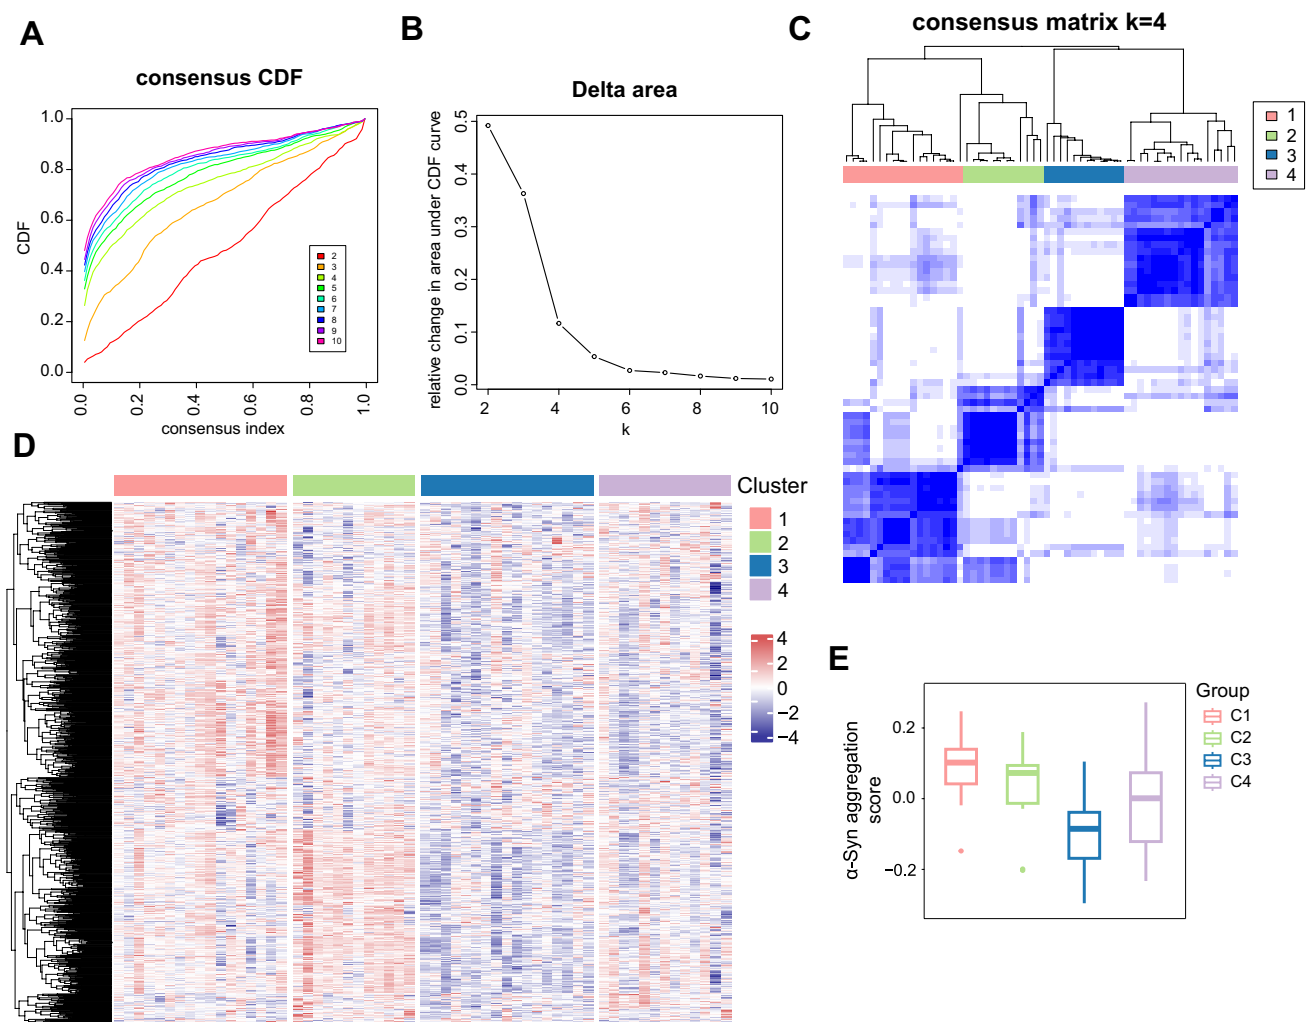 A
consensus CDF
CDF
1.0
0.8
0.6
0.4
0.2
0.0
0.0
0.2
0.4
0.6
0.8
1.0
consensus index
2
3
4
5
6
7
8
9
10
B
Delta area
relative change in area under CDF curve
0.5
0.4
0.3
0.2
0.1
0.0
2
4
6
8
10
k
C
consensus matrix k=4
1
2
3
4
D
Cluster
1
2
3
4
4
2
0
−2
−4
E
α-Syn aggregation
score
0.2
0.0
−0.2
Group
C1
C2
C3
C4